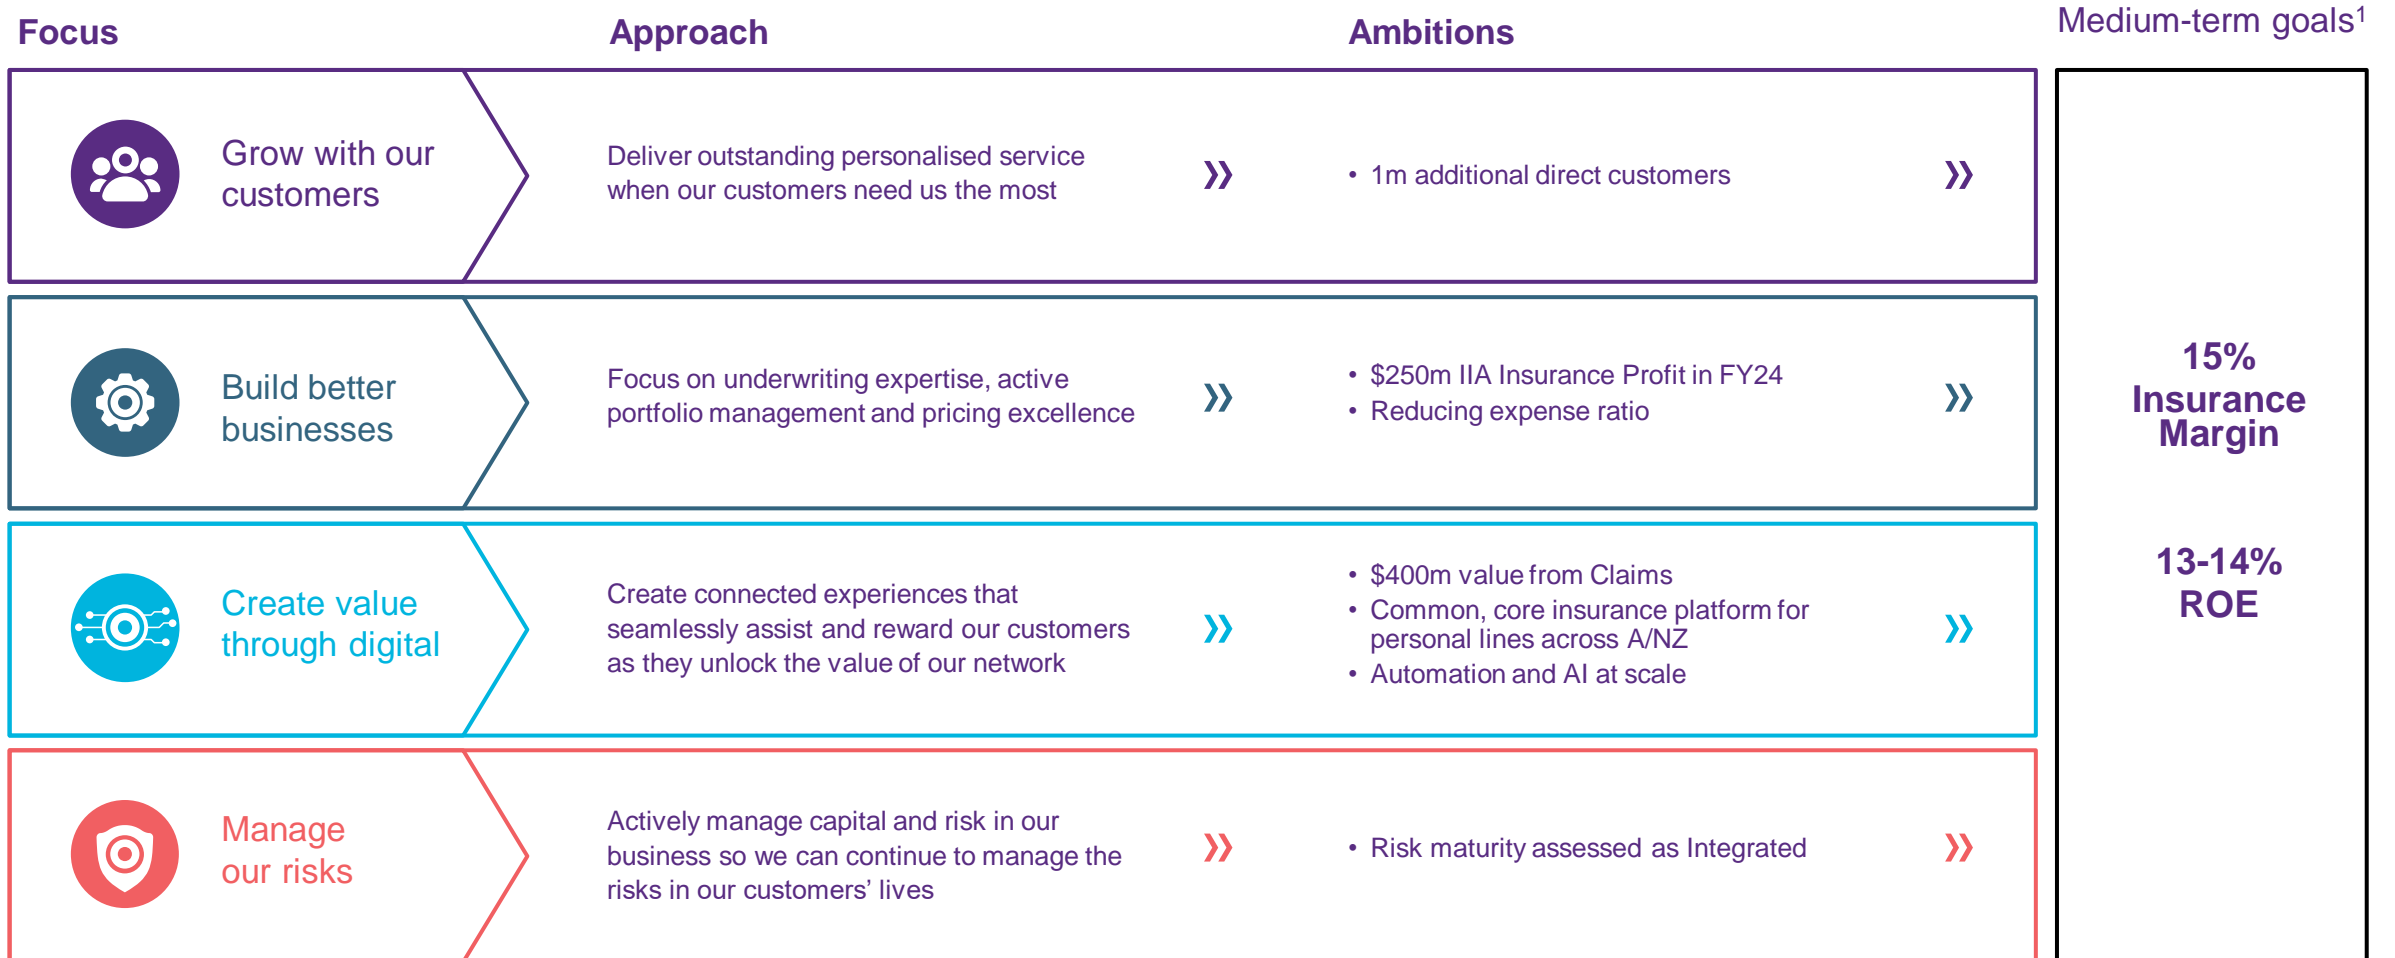 Focus
Approach
Ambitions
Medium-term goals¹
Grow with our
customers
Deliver outstanding personalised service
when our customers need us the most
• 1m additional direct customers
Build better
businesses
Focus on underwriting expertise, active
portfolio management and pricing excellence
• $250m IIA Insurance Profit in FY24
• Reducing expense ratio
Create value
through digital
Create connected experiences that
seamlessly assist and reward our customers
as they unlock the value of our network
• $400m value from Claims
• Common, core insurance platform for
personal lines across A/NZ
• Automation and AI at scale
Manage
our risks
Actively manage capital and risk in our
business so we can continue to manage the
risks in our customers’ lives
• Risk maturity assessed as Integrated
15%
Insurance
Margin
13-14%
ROE